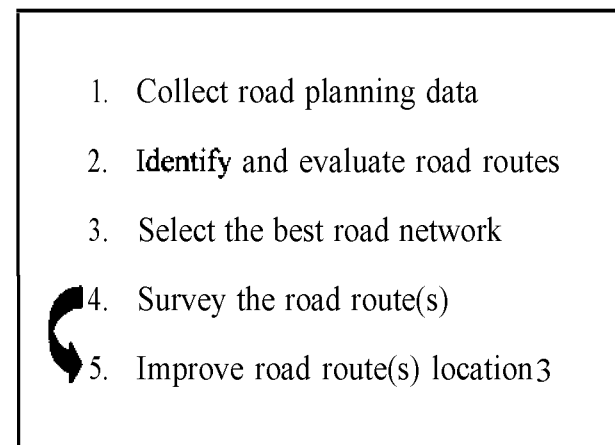 1. Collect road planning data
2. Identify and evaluate road routes
3. Select the best road network
4. Survey the road route(s)
5. Improve road route(s) location3